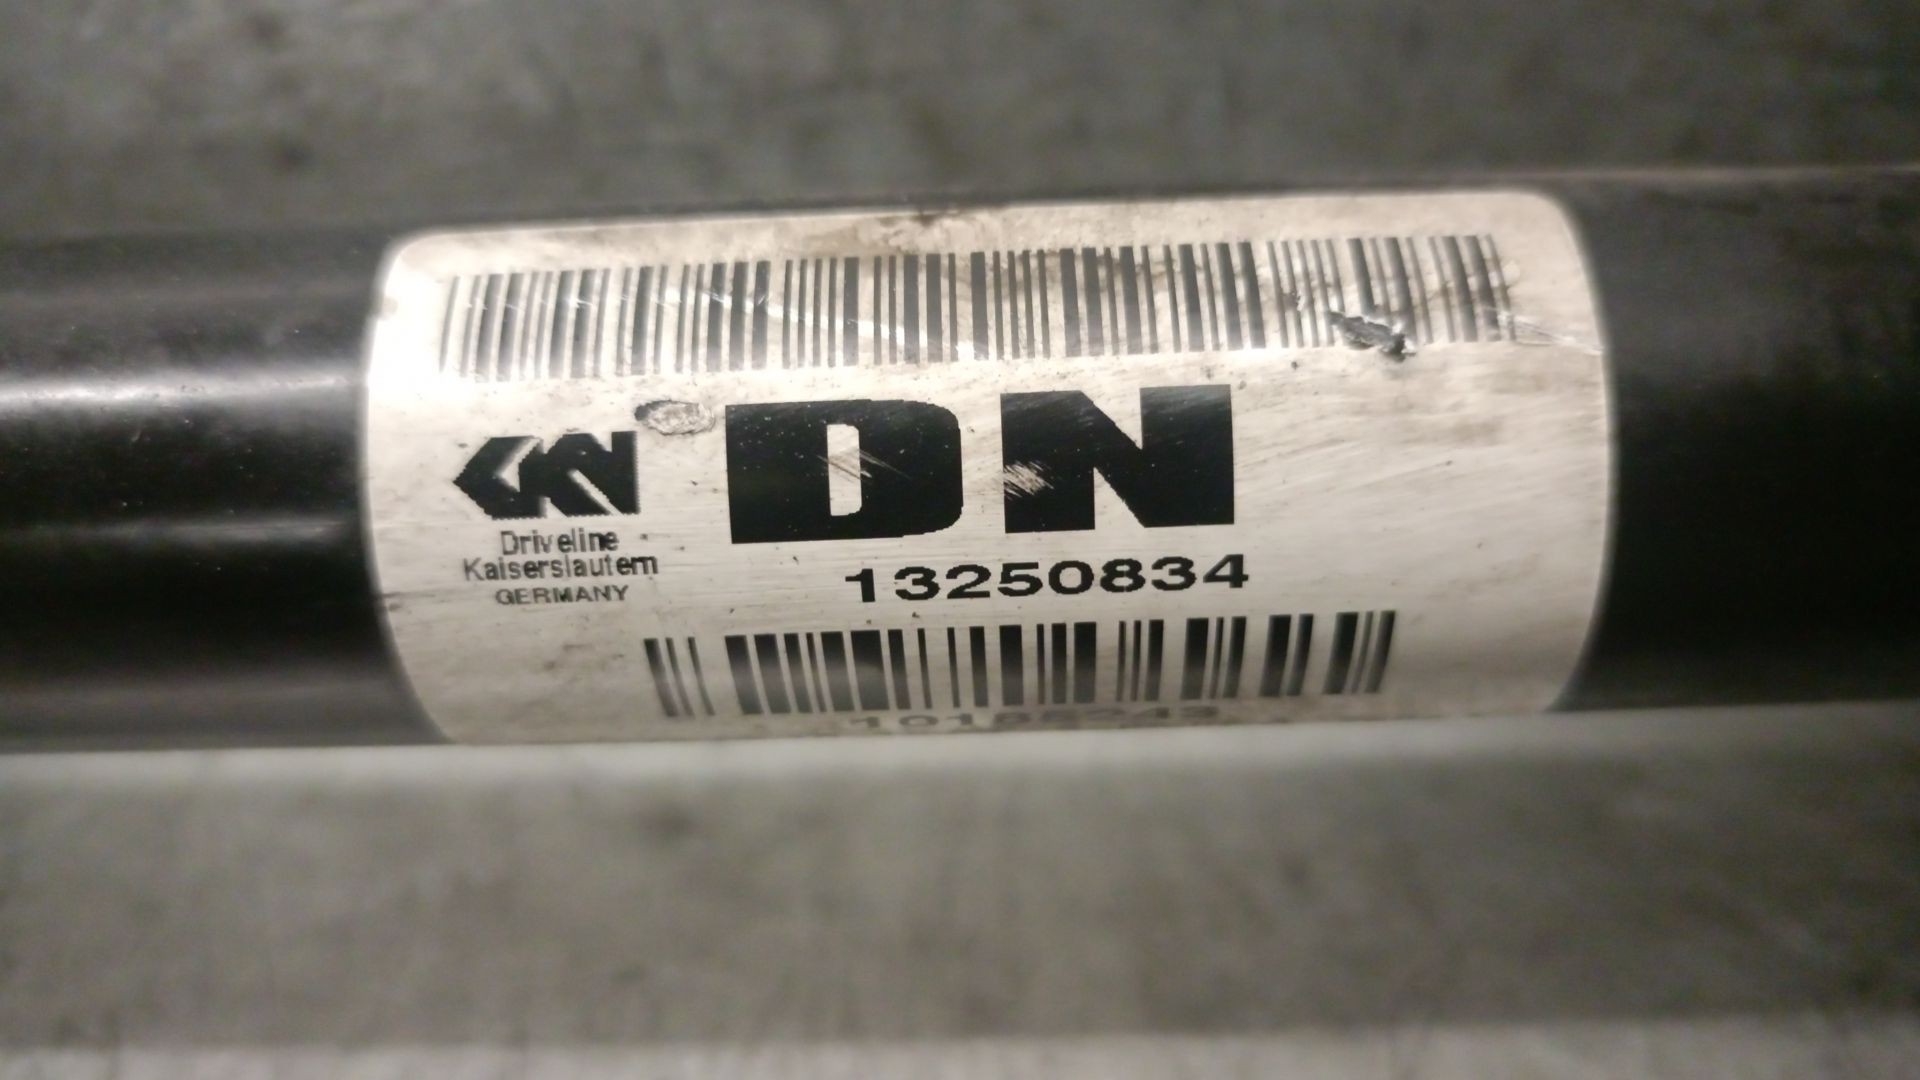 GKN DN
Driveline
Kaiserslautern
GERMANY
13250834